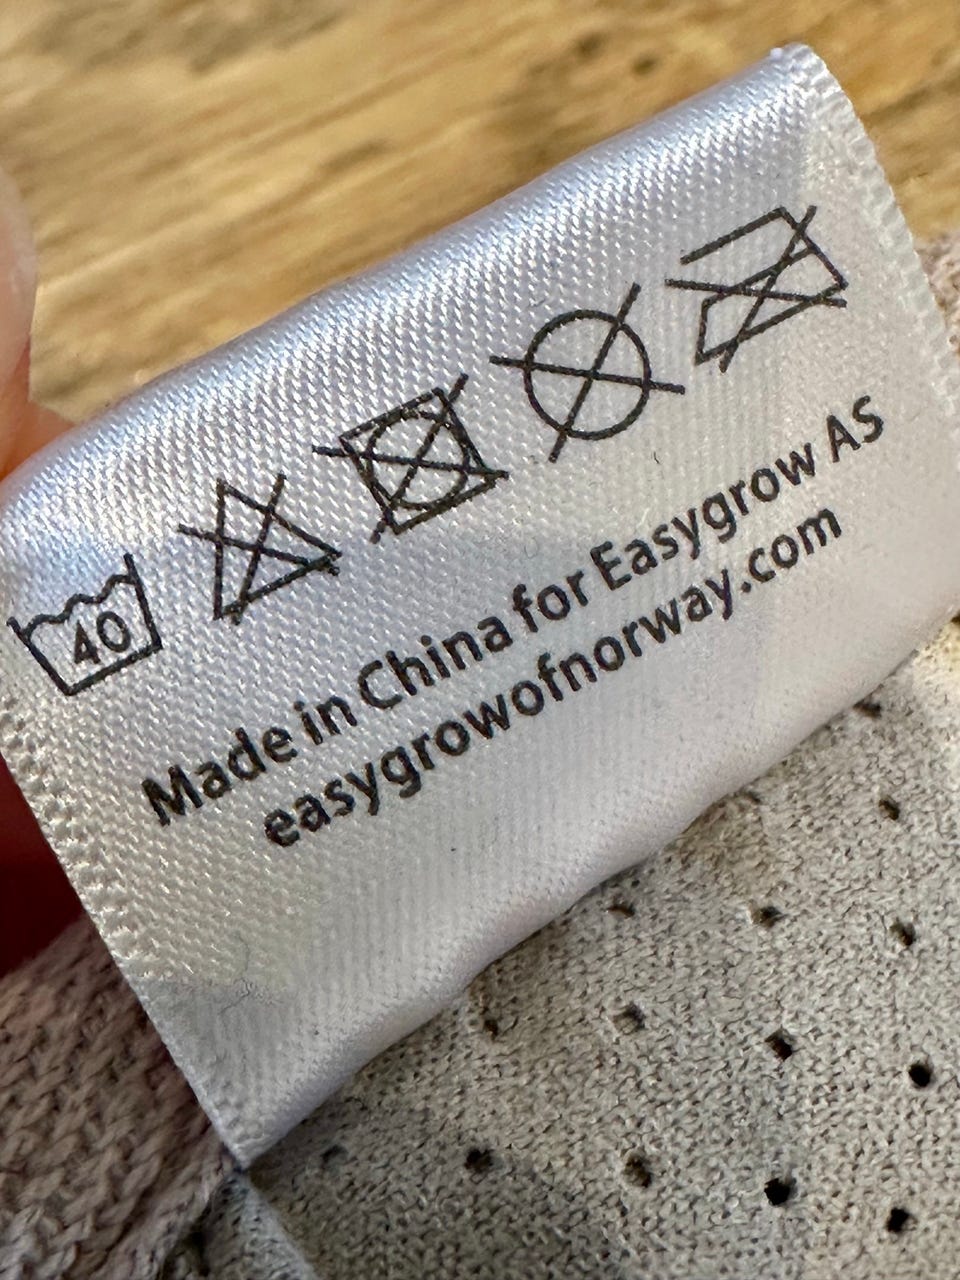 40
Made in China for Easygrow AS
easygrowofnorway.com